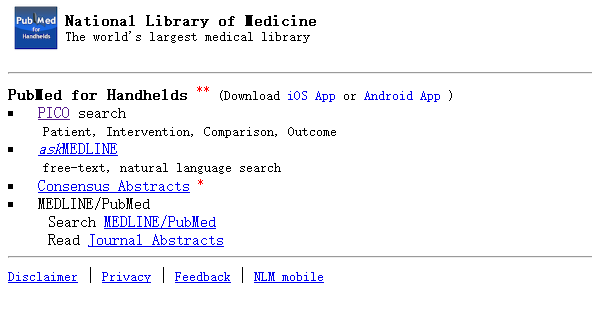 PubMed
for
Handhelds
National Library of Medicine
The world's largest medical library
PubMed for Handhelds ** (Download iOS App or Android App )
PICO search
Patient, Intervention, Comparison, Outcome
askMEDLINE
free-text, natural language search
Consensus Abstracts *
MEDLINE/PubMed
Search MEDLINE/PubMed
Read Journal Abstracts
Disclaimer | Privacy | Feedback | NLM mobile